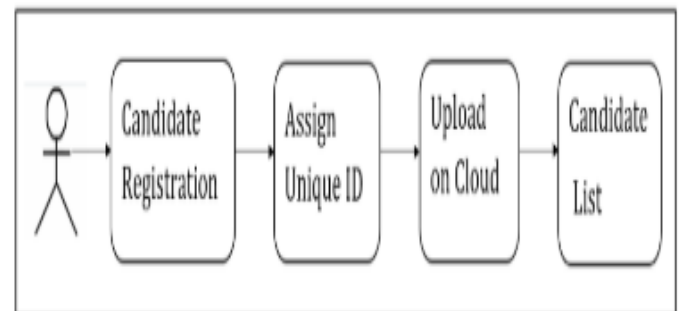 Candidate
Registration
Assign
Unique ID
Upload
on Cloud
Candidate
List